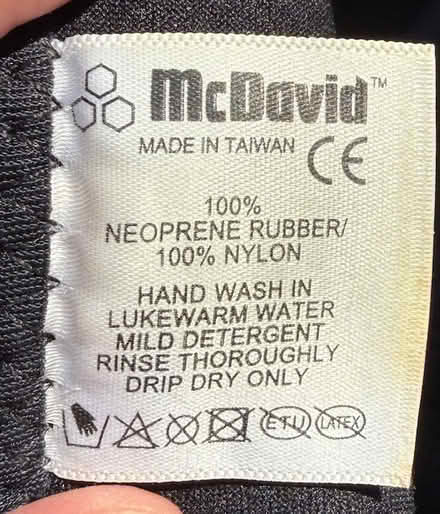 McDavid™
MADE IN TAIWAN CE
100%
NEOPRENE RUBBER/
100% NYLON
HAND WASH IN
LUKEWARM WATER
MILD DETERGENT
RINSE THOROUGHLY
DRIP DRY ONLY
ETU LATEX